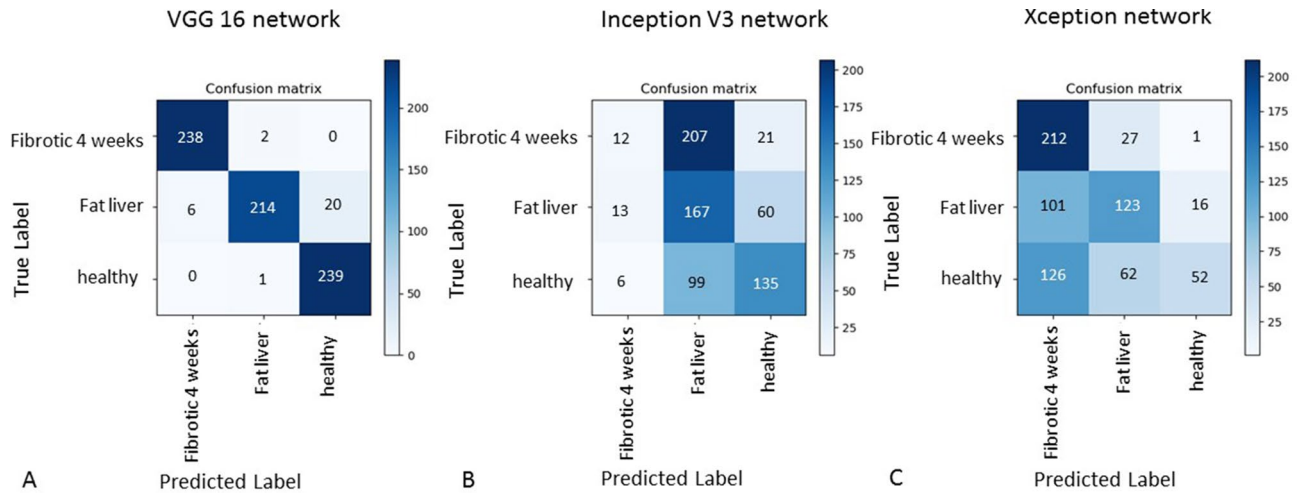 VGG 16 network
Confusion matrix
Fibrotic 4 weeks
Fat liver
healthy
True Label
238 2 0
6 214 20
0 1 239
200
150
100
50
0
Fibrotic 4 weeks
Fat liver
healthy
A
Predicted Label
Inception V3 network
Confusion matrix
Fibrotic 4 weeks
Fat liver
healthy
True Label
12 207 21
13 167 60
6 99 135
200
175
150
125
100
75
50
25
Fibrotic 4 weeks
Fat liver
healthy
B
Predicted Label
Xception network
Confusion matrix
Fibrotic 4 weeks
Fat liver
healthy
True Label
212 27 1
101 123 16
126 62 52
200
175
150
125
100
75
50
25
Fibrotic 4 weeks
Fat liver
healthy
C
Predicted Label